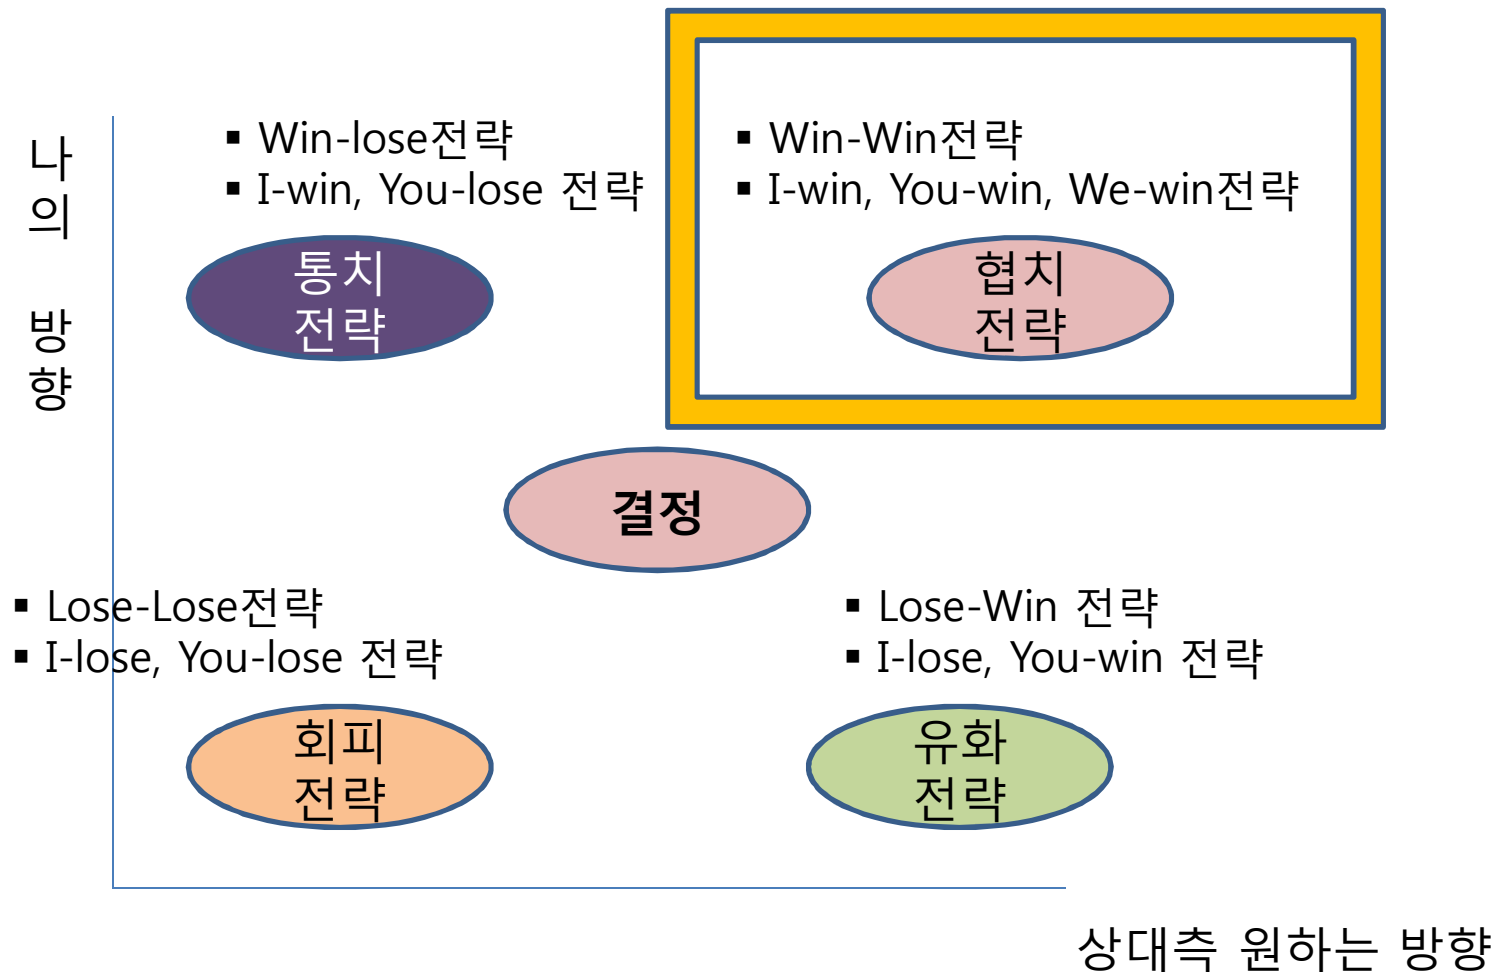 나의 방향
▪ Win-lose전략
▪ I-win, You-lose 전략
통치
전략
▪ Win-Win전략
▪ I-win, You-win, We-win전략
협치
전략
결정
▪ Lose-Lose전략
▪ I-lose, You-lose 전략
회피
전략
▪ Lose-Win 전략
▪ I-lose, You-win 전략
유화
전략
상대측 원하는 방향